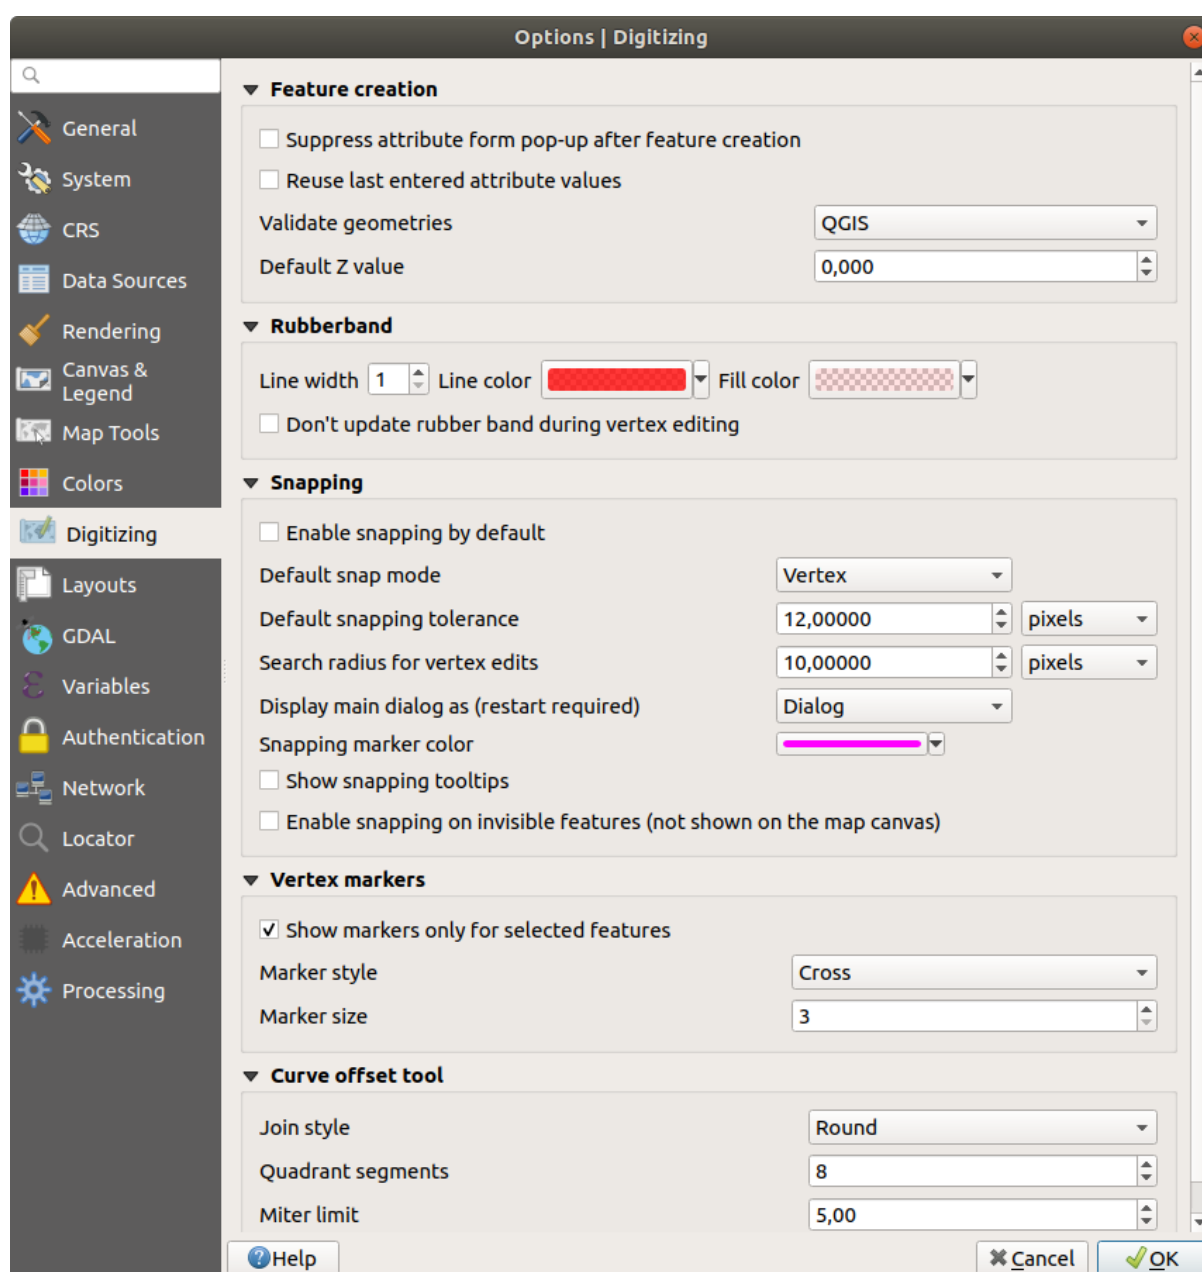 Options | Digitizing
General
System
CRS
Data Sources
Rendering
Canvas &
Legend
Map Tools
Colors
Digitizing
Layouts
GDAL
Variables
Authentication
Network
Locator
Advanced
Acceleration
Processing
Feature creation
Suppress attribute form pop-up after feature creation
Reuse last entered attribute values
Validate geometries QGIS
Default Z value 0,000
Rubberband
Line width 1 Line color Fill color
Don't update rubber band during vertex editing
Snapping
Enable snapping by default
Default snap mode Vertex
Default snapping tolerance 12,00000 pixels
Search radius for vertex edits 10,00000 pixels
Display main dialog as (restart required) Dialog
Snapping marker color
Show snapping tooltips
Enable snapping on invisible features (not shown on the map canvas)
Vertex markers
Show markers only for selected features
Marker style Cross
Marker size 3
Curve offset tool
Join style Round
Quadrant segments 8
Miter limit 5,00
Help Cancel OK